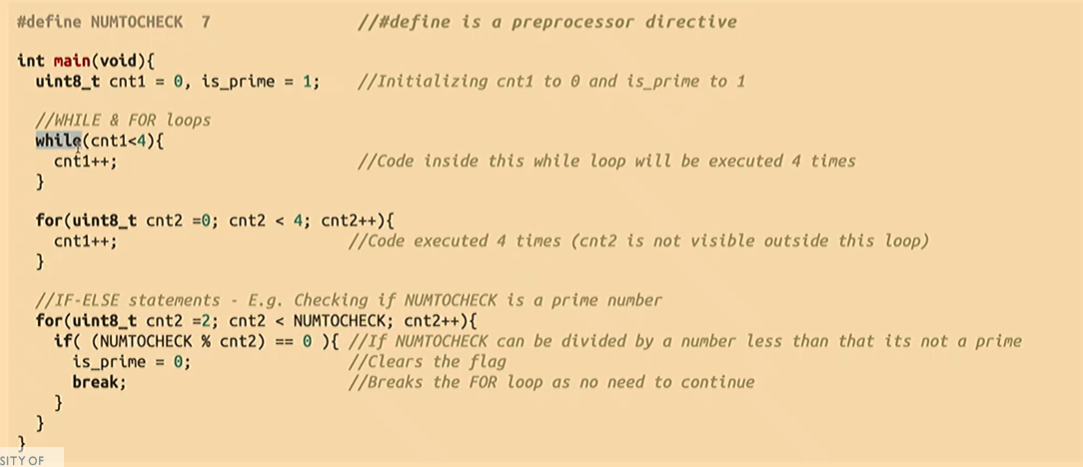 #define NUMTOCHECK 7 //#define is a preprocessor directive
int main(void){
uint8_t cnt1 = 0, is_prime = 1; //Initializing cnt1 to 0 and is_prime to 1
//WHILE & FOR loops
while(cnt1<4){
cnt1++; //Code inside this while loop will be executed 4 times
}
for(uint8_t cnt2 =0; cnt2 < 4; cnt2++){
cnt1++; //Code executed 4 times (cnt2 is not visible outside this loop)
}
//IF-ELSE statements - E.g. Checking if NUMTOCHECK is a prime number
for(uint8_t cnt2 =2; cnt2 < NUMTOCHECK; cnt2++){
if( (NUMTOCHECK % cnt2) == 0 ){ //If NUMTOCHECK can be divided by a number less than that its not a prime
is_prime = 0; //Clears the flag
break; //Breaks the FOR loop as no need to continue
}
}
}
SITY OF